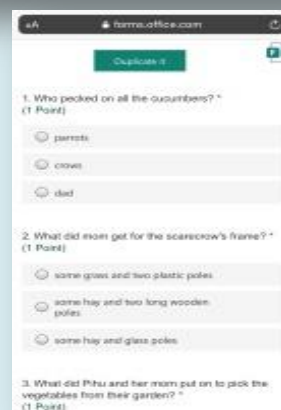 AA
forms.office.com
Duplicate it
1. Who pecked on all the cucumbers? *
(1 Point)
parrots
crows
dad
2. What did mom get for the scarecrow's frame? *
(1 Point)
some grass and two plastic poles
some hay and two long wooden
poles
some hay and glass poles
3. What did Pihu and her mom put on to pick the
vegetables from their garden? *
(1 Point)